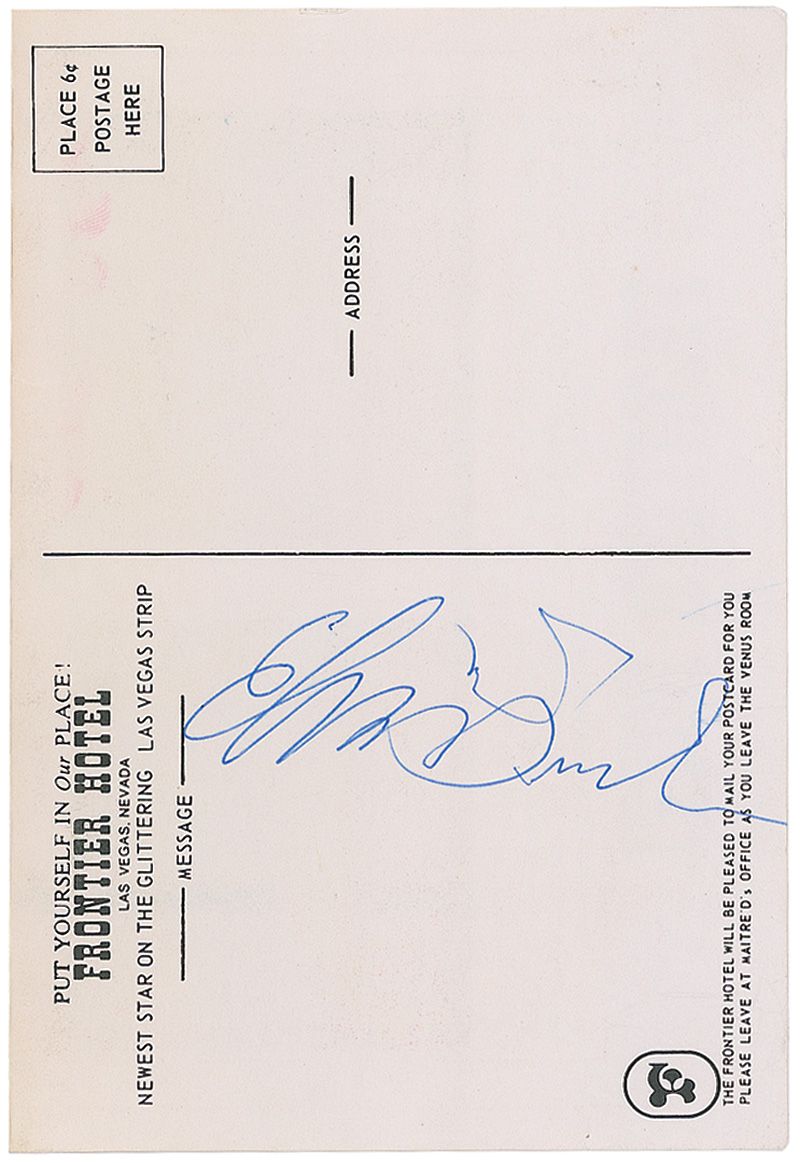 PUT YOURSELF IN Our PLACE!
FRONTIER HOTEL
LAS VEGAS, NEVADA
NEWEST STAR ON THE GLITTERING LAS VEGAS STRIP
MESSAGE
Elvis Presley
THE FRONTIER HOTEL WILL BE PLEASED TO MAIL YOUR POSTCARD FOR YOU
PLEASE LEAVE AT MAITRE D's OFFICE AS YOU LEAVE THE VENUS ROOM
PLACE 6¢
POSTAGE
HERE
ADDRESS